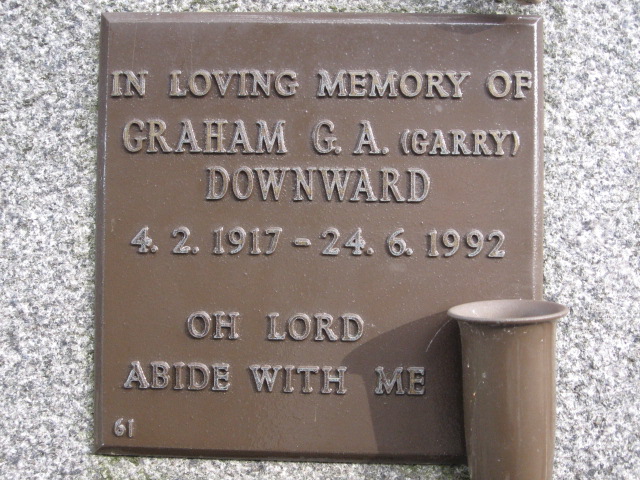 IN LOVING MEMORY OF
GRAHAM G. A. (GARRY)
DOWNWARD
4. 2. 1917 - 24. 6. 1992
OH LORD
ABIDE WITH ME
61